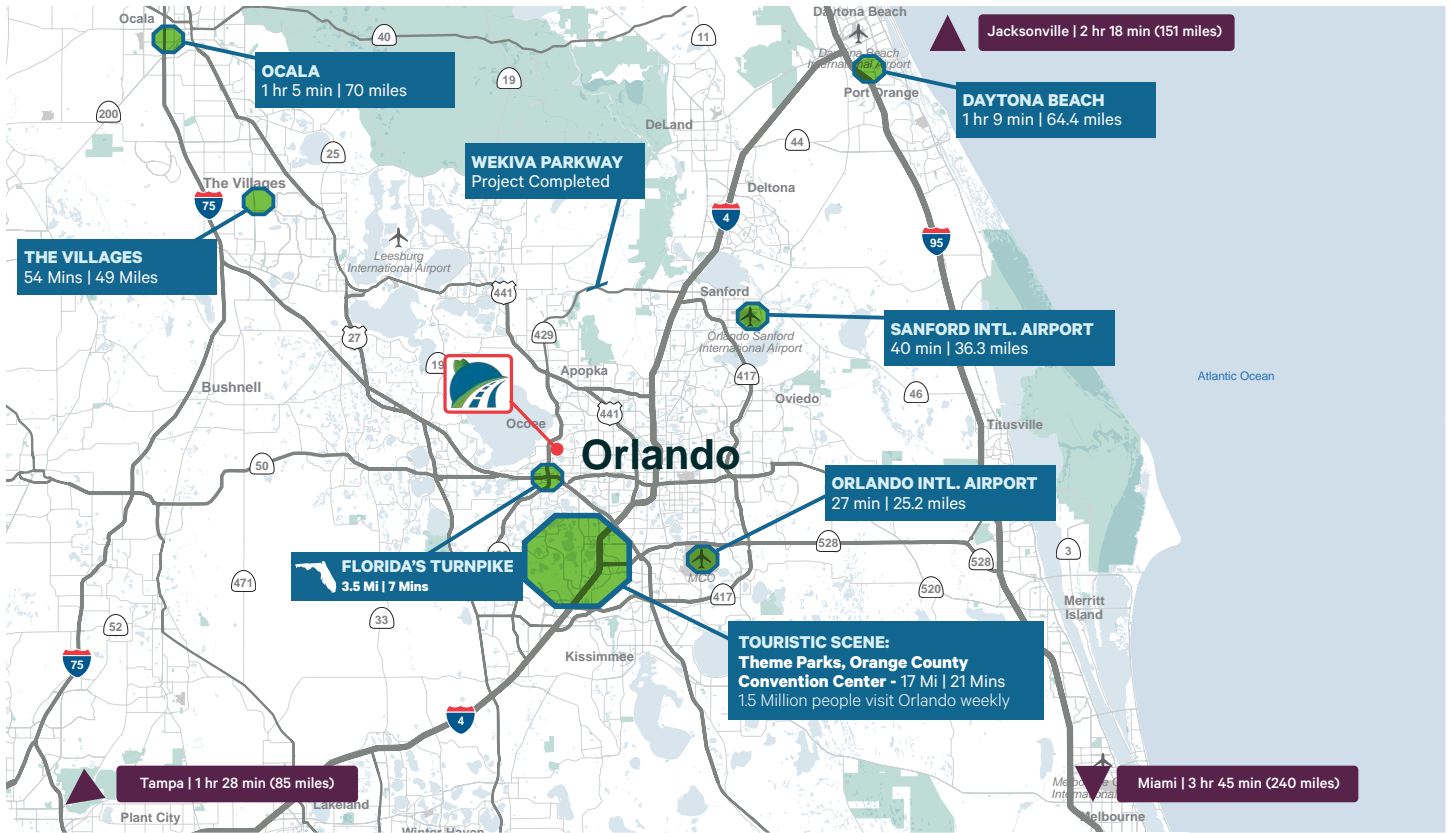 Ocala
40
11
Daytona Beach
Jacksonville | 2 hr 18 min (151 miles)
Daytona Beach
International Airport
OCALA
1 hr 5 min | 70 miles
19
Port Orange
DAYTONA BEACH
1 hr 9 min | 64.4 miles
200
DeLand
44
25
WEKIVA PARKWAY
Project Completed
The Villages
Deltona
75
4
95
THE VILLAGES
54 Mins | 49 Miles
Leesburg
International Airport
441
Sanford
27
429
Orlando Sanford
International Airport
SANFORD INTL. AIRPORT
40 min | 36.3 miles
19
Apopka
417
Atlantic Ocean
Bushnell
46
Oviedo
441
Ocoee
Titusville
Orlando
50
ORLANDO INTL. AIRPORT
27 min | 25.2 miles
528
3
528
FLORIDA'S TURNPIKE
3.5 Mi | 7 Mins
MCO
471
417
520
33
52
Merritt
Island
TOURISTIC SCENE:
Theme Parks, Orange County
Convention Center - 17 Mi | 21 Mins
1.5 Million people visit Orlando weekly
75
Kissimmee
4
Tampa | 1 hr 28 min (85 miles)
Miami | 3 hr 45 min (240 miles)
Lakeland
Plant City
Melbourne
Winter Haven